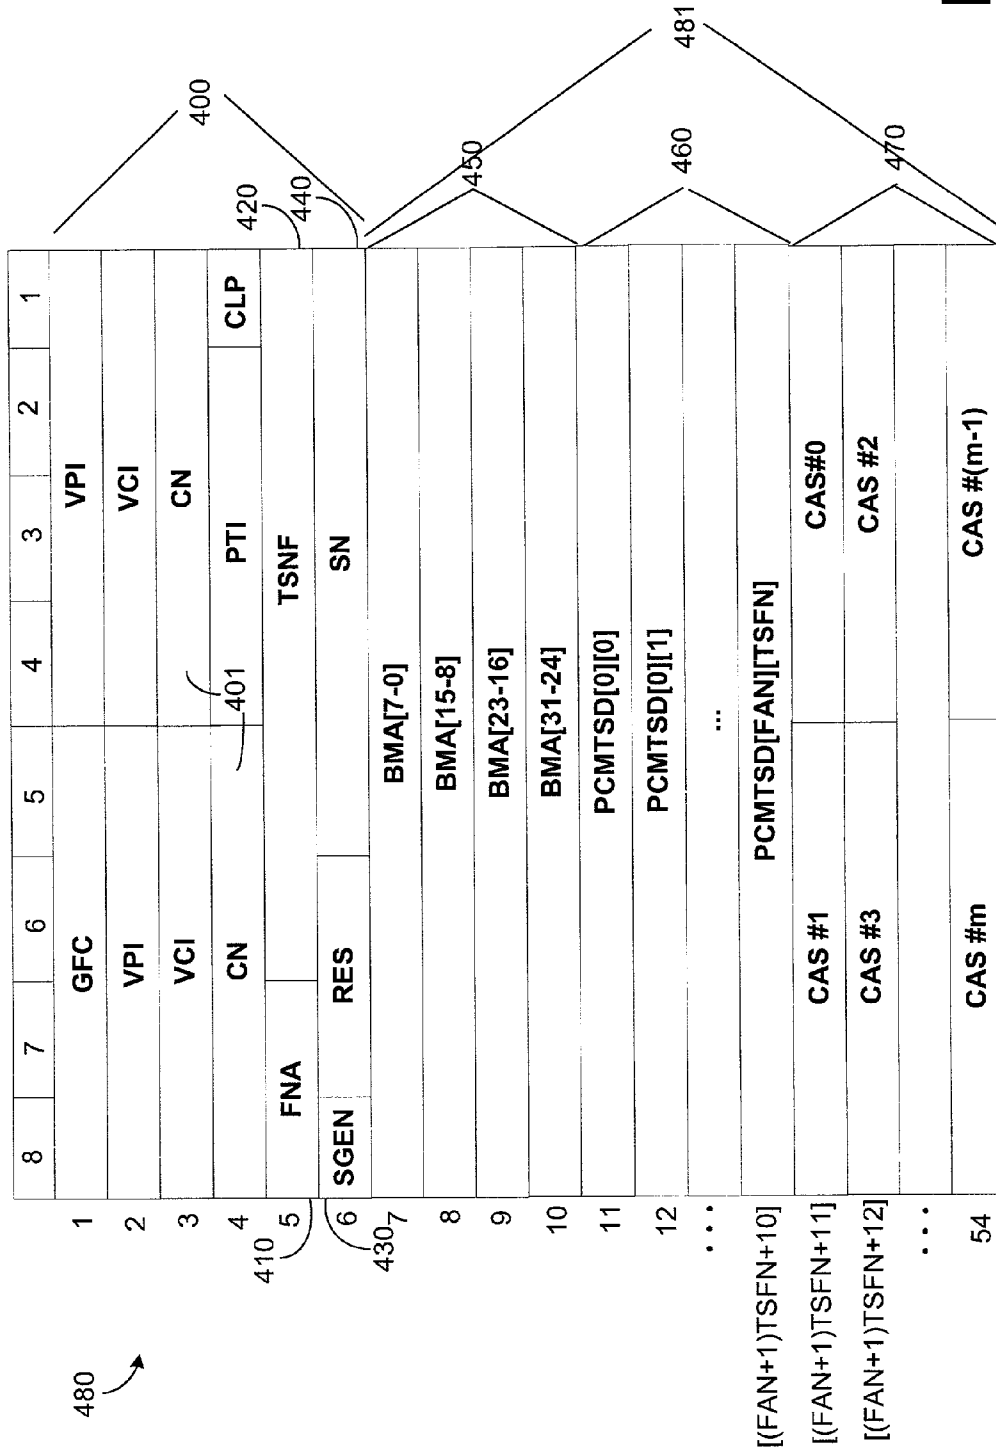 480
8 7 6 5 4 3 2 1
1 GFC VPI
2 VPI VCI
3 VCI CN
4 CN PTI CLP
5 FNA TSNF
6 SGEN RES SN
7 BMA[7-0]
8 BMA[15-8]
9 BMA[23-16]
10 BMA[31-24]
11 PCMTSD[0][0]
12 PCMTSD[0][1]
... ...
[(FAN+1)TSFN+10] PCMTSD[FAN][TSFN]
[(FAN+1)TSFN+11] CAS #1 CAS#0
[(FAN+1)TSFN+12] CAS #3 CAS #2
...
54 CAS #m CAS #(m-1)
400
401
410
420
430
440
450
460
470
481